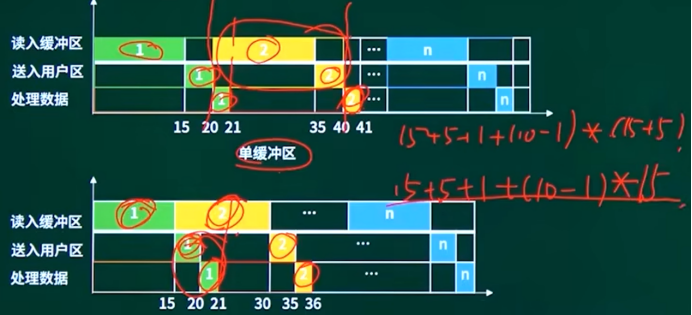 读入缓冲区 1 2 ··· n
送入用户区 1 2 ··· n
处理数据 1 2 ··· n
15 20 21 35 40 41
15+5+1+(10-1)*(15+5)
单缓冲区
15+5+1+(10-1)*15
读入缓冲区 1 2 ··· n
送入用户区 1 2 ··· n
处理数据 1 2 ··· n
15 20 21 30 35 36